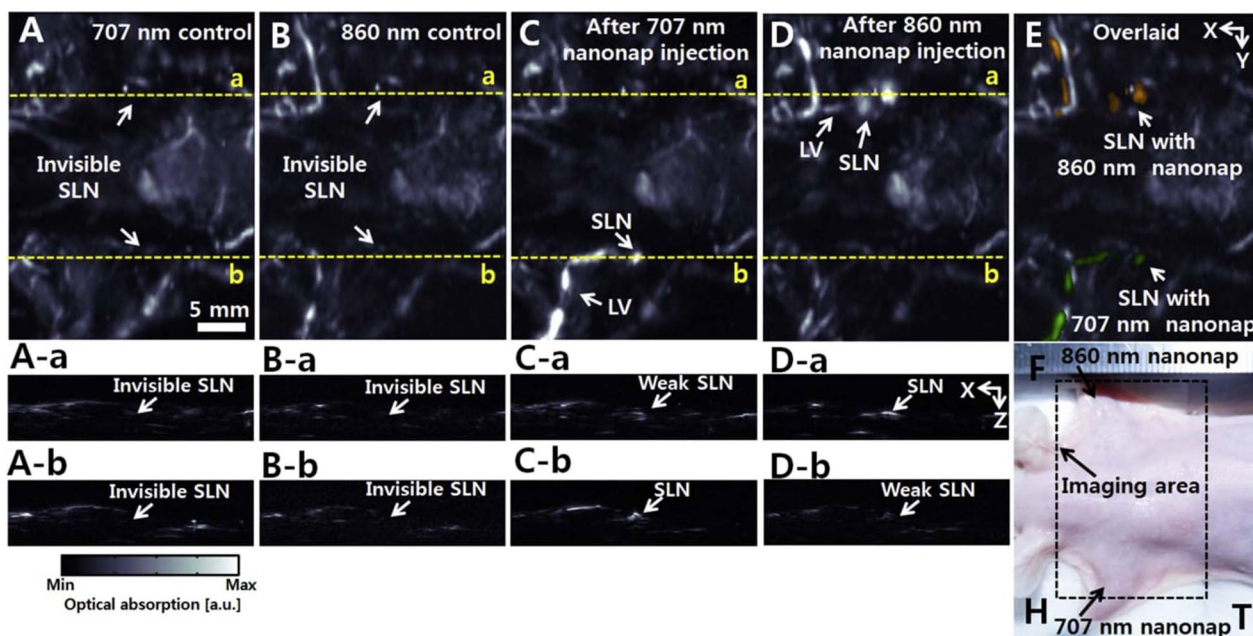 A
707 nm control
a
Invisible
SLN
b
5 mm
B
860 nm control
a
Invisible
SLN
b
C
After 707 nm
nanonap injection
a
SLN
LV
b
D
After 860 nm
nanonap injection
a
LV
SLN
b
E
Overlaid
X
Y
SLN with
860 nm nanonap
SLN with
707 nm nanonap
A-a
Invisible SLN
B-a
Invisible SLN
C-a
Weak SLN
D-a
SLN
X
Z
A-b
Invisible SLN
B-b
Invisible SLN
C-b
SLN
D-b
Weak SLN
Min
Max
Optical absorption [a.u.]
F
860 nm nanonap
Imaging area
H
707 nm nanonap
T